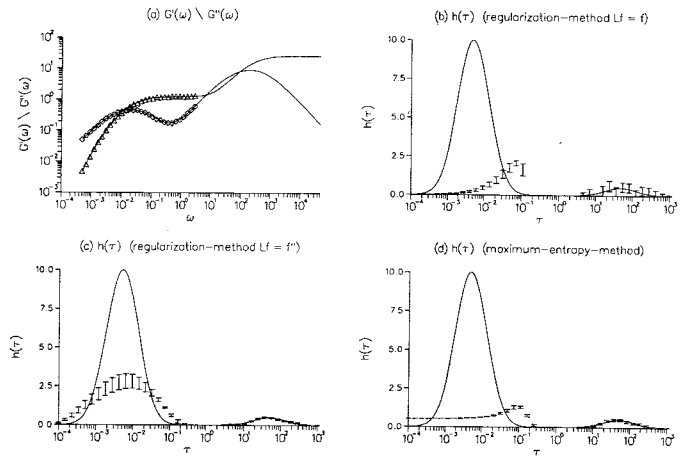 (a) G'(ω) \ G''(ω)
(b) h(τ) (regularization-method Lf = f)
G'(ω) \ G''(ω)
10²
10¹
10⁰
10⁻¹
10⁻²
10⁻³
10⁻⁴ 10⁻³ 10⁻² 10⁻¹ 10⁰ 10¹ 10² 10³ 10⁴
ω
h(τ)
10.0
7.5
5.0
2.5
0.0
10⁻⁴ 10⁻³ 10⁻² 10⁻¹ 10⁰ 10¹ 10² 10³
τ
(c) h(τ) (regularization-method Lf = f'')
(d) h(τ) (maximum-entropy-method)
h(τ)
10.0
7.5
5.0
2.5
0.0
10⁻⁴ 10⁻³ 10⁻² 10⁻¹ 10⁰ 10¹ 10² 10³
τ
h(τ)
10.0
7.5
5.0
2.5
0.0
10⁻⁴ 10⁻³ 10⁻² 10⁻¹ 10⁰ 10¹ 10² 10³
τ